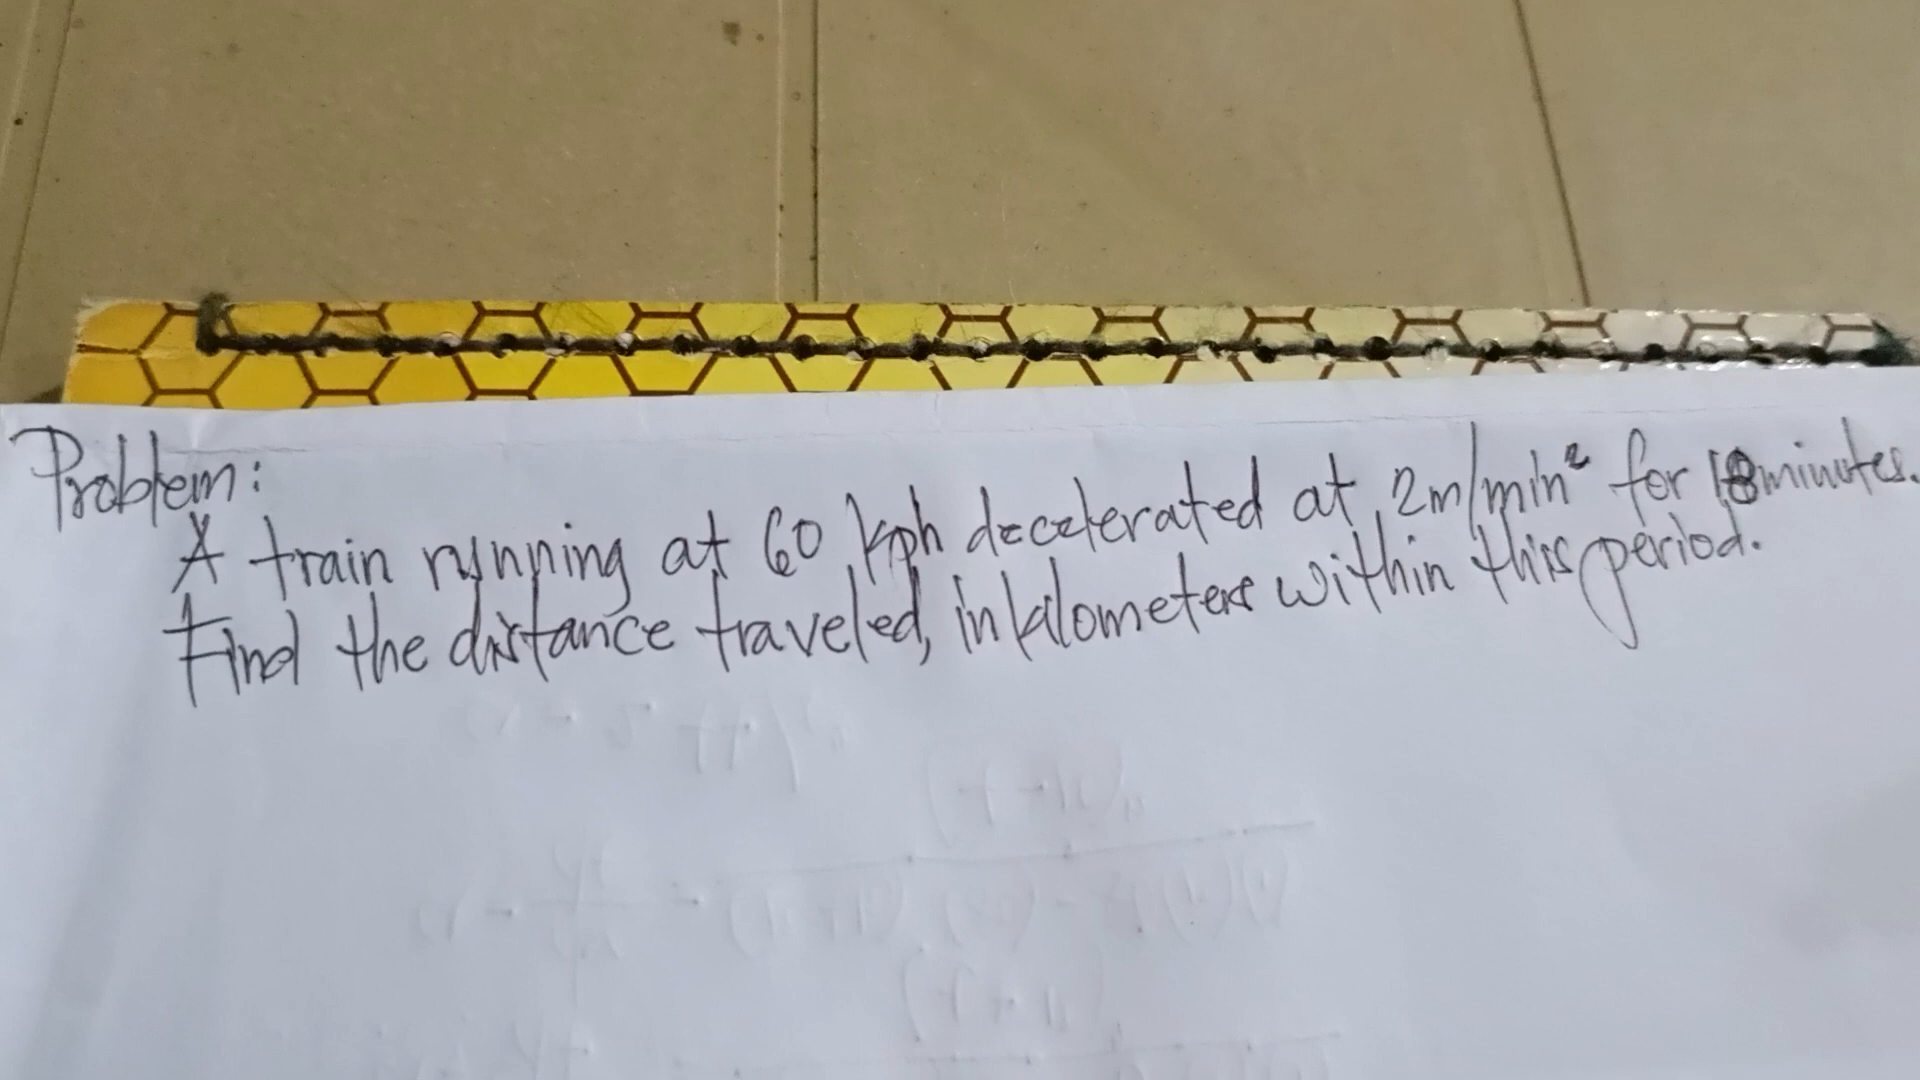 Problem:
A train running at 60 kph decelerated at 2m/min² for 18 minutes.
Find the distance traveled, in kilometers within this period.